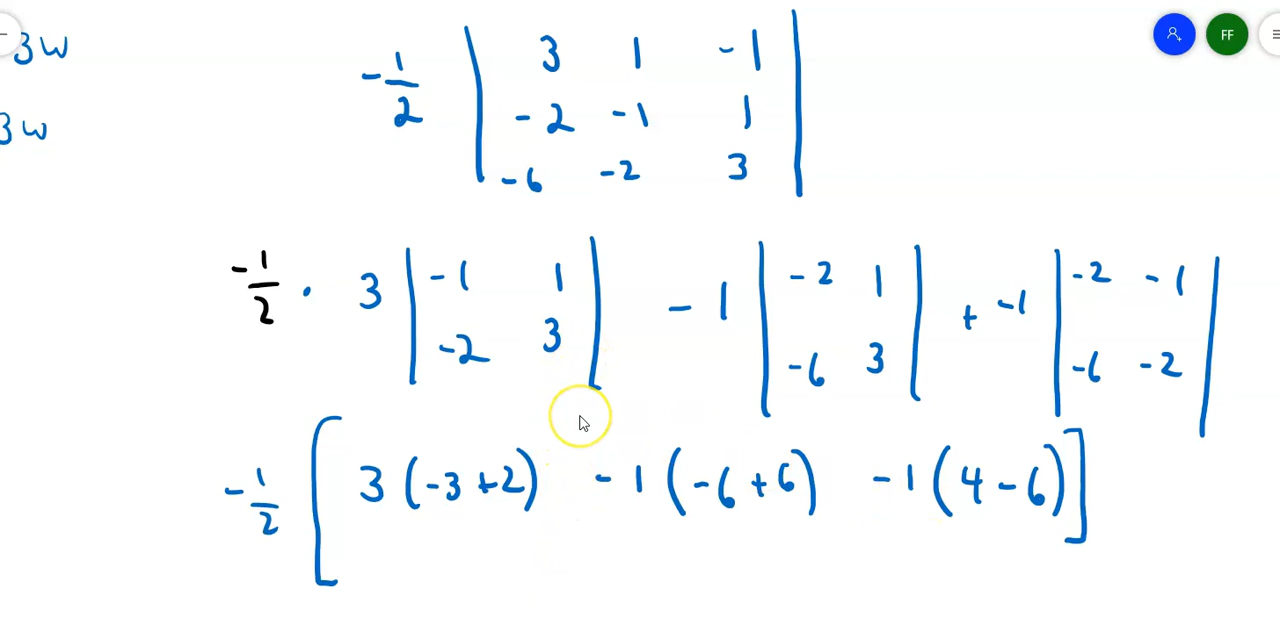 3w
FF
3w
-1/2 | 3 1 -1 |
| -2 -1 1 |
| -6 -2 3 |
-1/2 · 3 | -1 1 | - 1 | -2 1 | + -1 | -2 -1 |
| -2 3 | | -6 3 | | -6 -2 |
-1/2 [ 3 (-3 +2) - 1 (-6 + 6) - 1 (4 - 6) ]